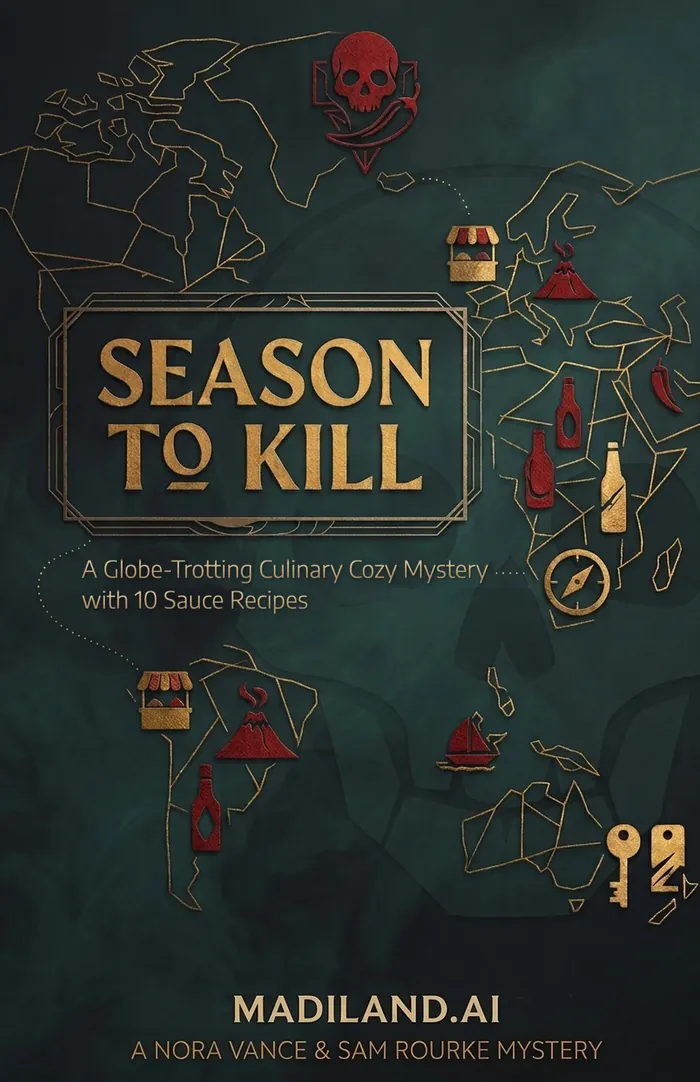 SEASON
TO KILL
A Globe-Trotting Culinary Cozy Mystery
with 10 Sauce Recipes
MADILAND.AI
A NORA VANCE & SAM ROURKE MYSTERY